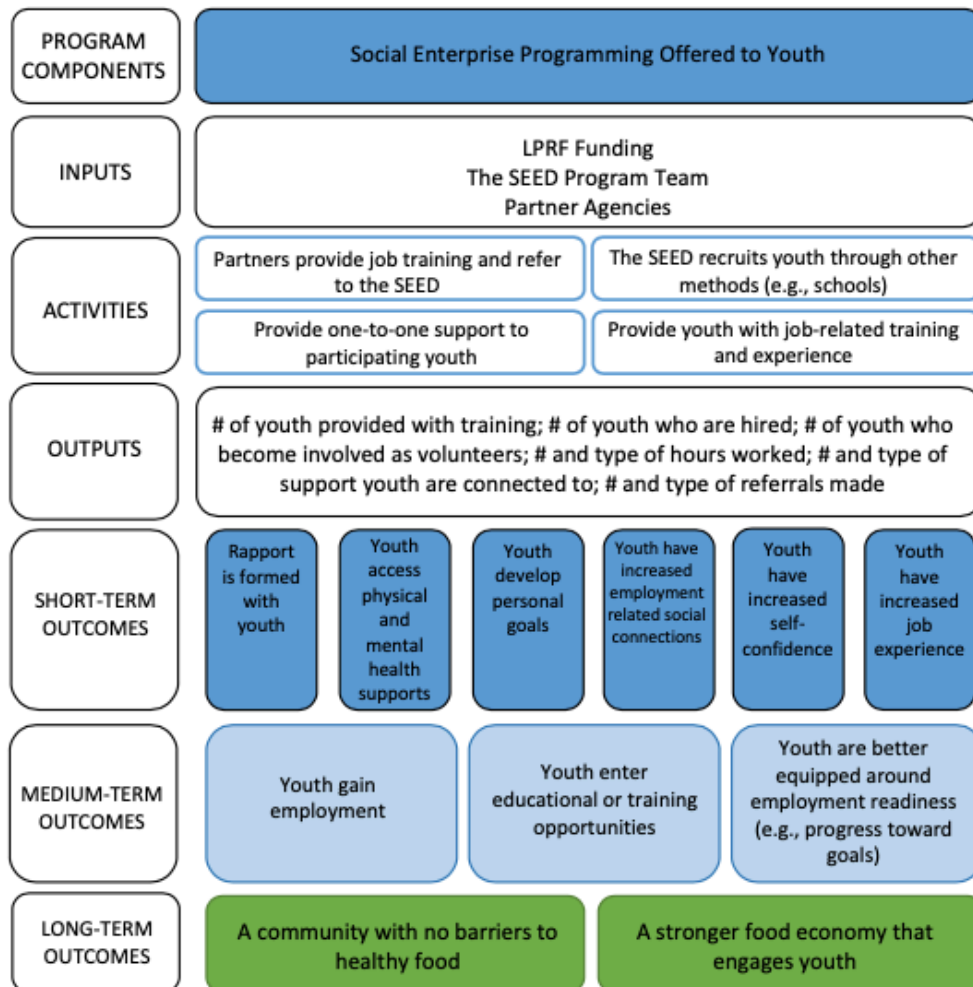 PROGRAM
COMPONENTS
Social Enterprise Programming Offered to Youth
INPUTS
LPRF Funding
The SEED Program Team
Partner Agencies
ACTIVITIES
Partners provide job training and refer
to the SEED
The SEED recruits youth through other
methods (e.g., schools)
Provide one-to-one support to
participating youth
Provide youth with job-related training
and experience
OUTPUTS
# of youth provided with training; # of youth who are hired; # of youth who
become involved as volunteers; # and type of hours worked; # and type of
support youth are connected to; # and type of referrals made
SHORT-TERM
OUTCOMES
Rapport
is formed
with
youth
Youth
access
physical
and
mental
health
supports
Youth
develop
personal
goals
Youth have
increased
employment
related social
connections
Youth
have
increased
self-
confidence
Youth
have
increased
job
experience
MEDIUM-TERM
OUTCOMES
Youth gain
employment
Youth enter
educational or training
opportunities
Youth are better
equipped around
employment readiness
(e.g., progress toward
goals)
LONG-TERM
OUTCOMES
A community with no barriers to
healthy food
A stronger food economy that
engages youth